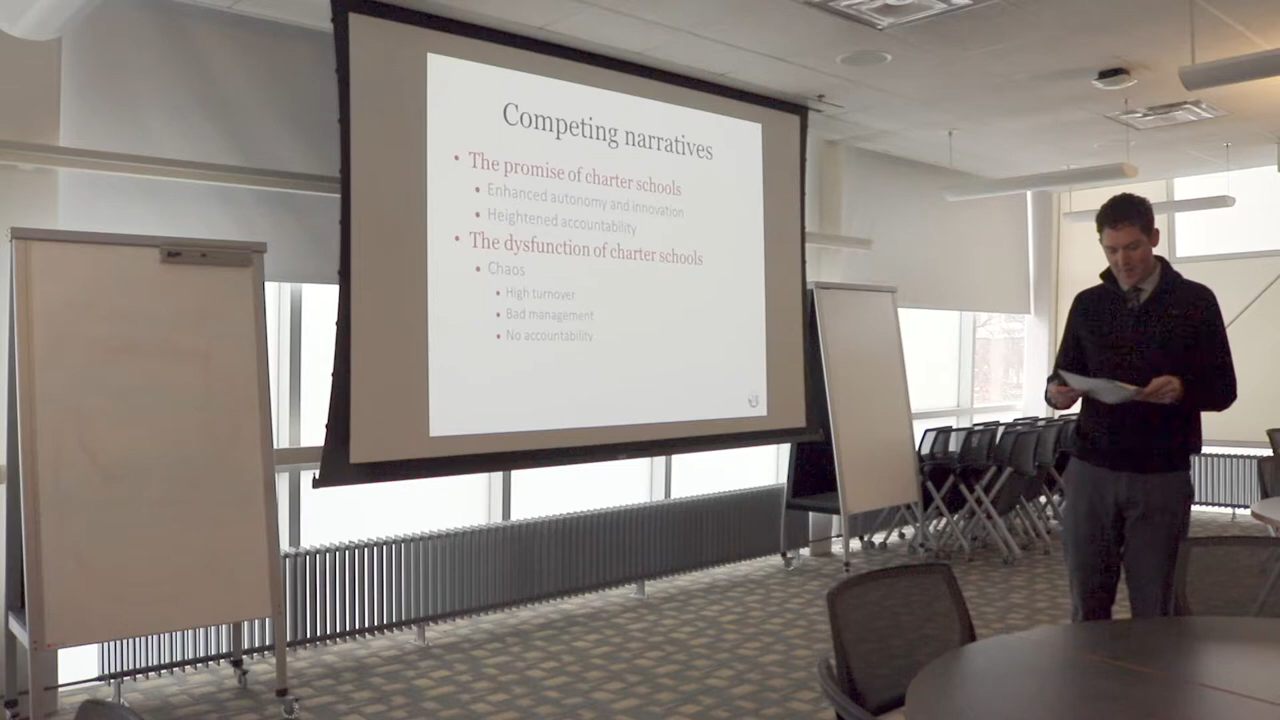 Competing narratives
• The promise of charter schools
• Enhanced autonomy and innovation
• Heightened accountability
• The dysfunction of charter schools
• Chaos
• High turnover
• Bad management
• No accountability